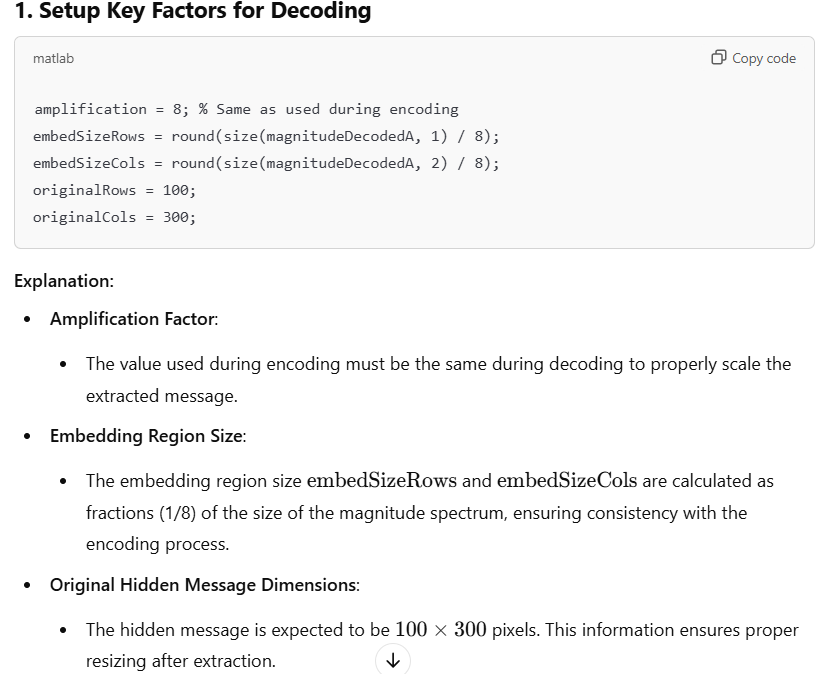 1. Setup Key Factors for Decoding
matlab
Copy code
amplification = 8; % Same as used during encoding
embedSizeRows = round(size(magnitudeDecodedA, 1) / 8);
embedSizeCols = round(size(magnitudeDecodedA, 2) / 8);
originalRows = 100;
originalCols = 300;
Explanation:
• Amplification Factor:
• The value used during encoding must be the same during decoding to properly scale the
extracted message.
• Embedding Region Size:
• The embedding region size embedSizeRows and embedSizeCols are calculated as
fractions (1/8) of the size of the magnitude spectrum, ensuring consistency with the
encoding process.
• Original Hidden Message Dimensions:
• The hidden message is expected to be 100 × 300 pixels. This information ensures proper
resizing after extraction.